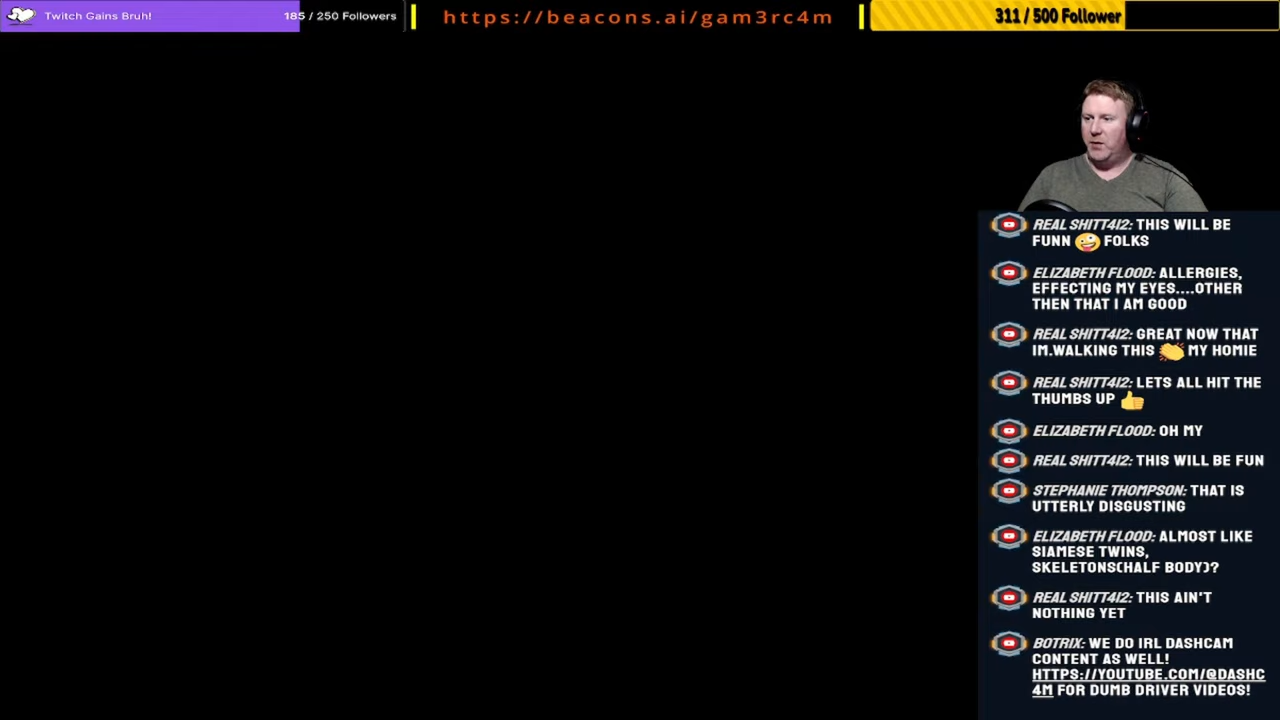 Twitch Gains Bruh!
185 / 250 Followers
https://beacons.ai/gam3rc4m
311 / 500 Follower
REAL SHITT412: THIS WILL BE
FUNN 🤪 FOLKS
ELIZABETH FLOOD: ALLERGIES,
EFFECTING MY EYES....OTHER
THEN THAT I AM GOOD
REAL SHITT412: GREAT NOW THAT
IM.WALKING THIS 👏 MY HOMIE
REAL SHITT412: LETS ALL HIT THE
THUMBS UP 👍
ELIZABETH FLOOD: OH MY
REAL SHITT412: THIS WILL BE FUN
STEPHANIE THOMPSON: THAT IS
UTTERLY DISGUSTING
ELIZABETH FLOOD: ALMOST LIKE
SIAMESE TWINS,
SKELETONS(HALF BODY)?
REAL SHITT412: THIS AIN'T
NOTHING YET
BOTRIX: WE DO IRL DASHCAM
CONTENT AS WELL!
HTTPS://YOUTUBE.COM/@DASHC
4M FOR DUMB DRIVER VIDEOS!